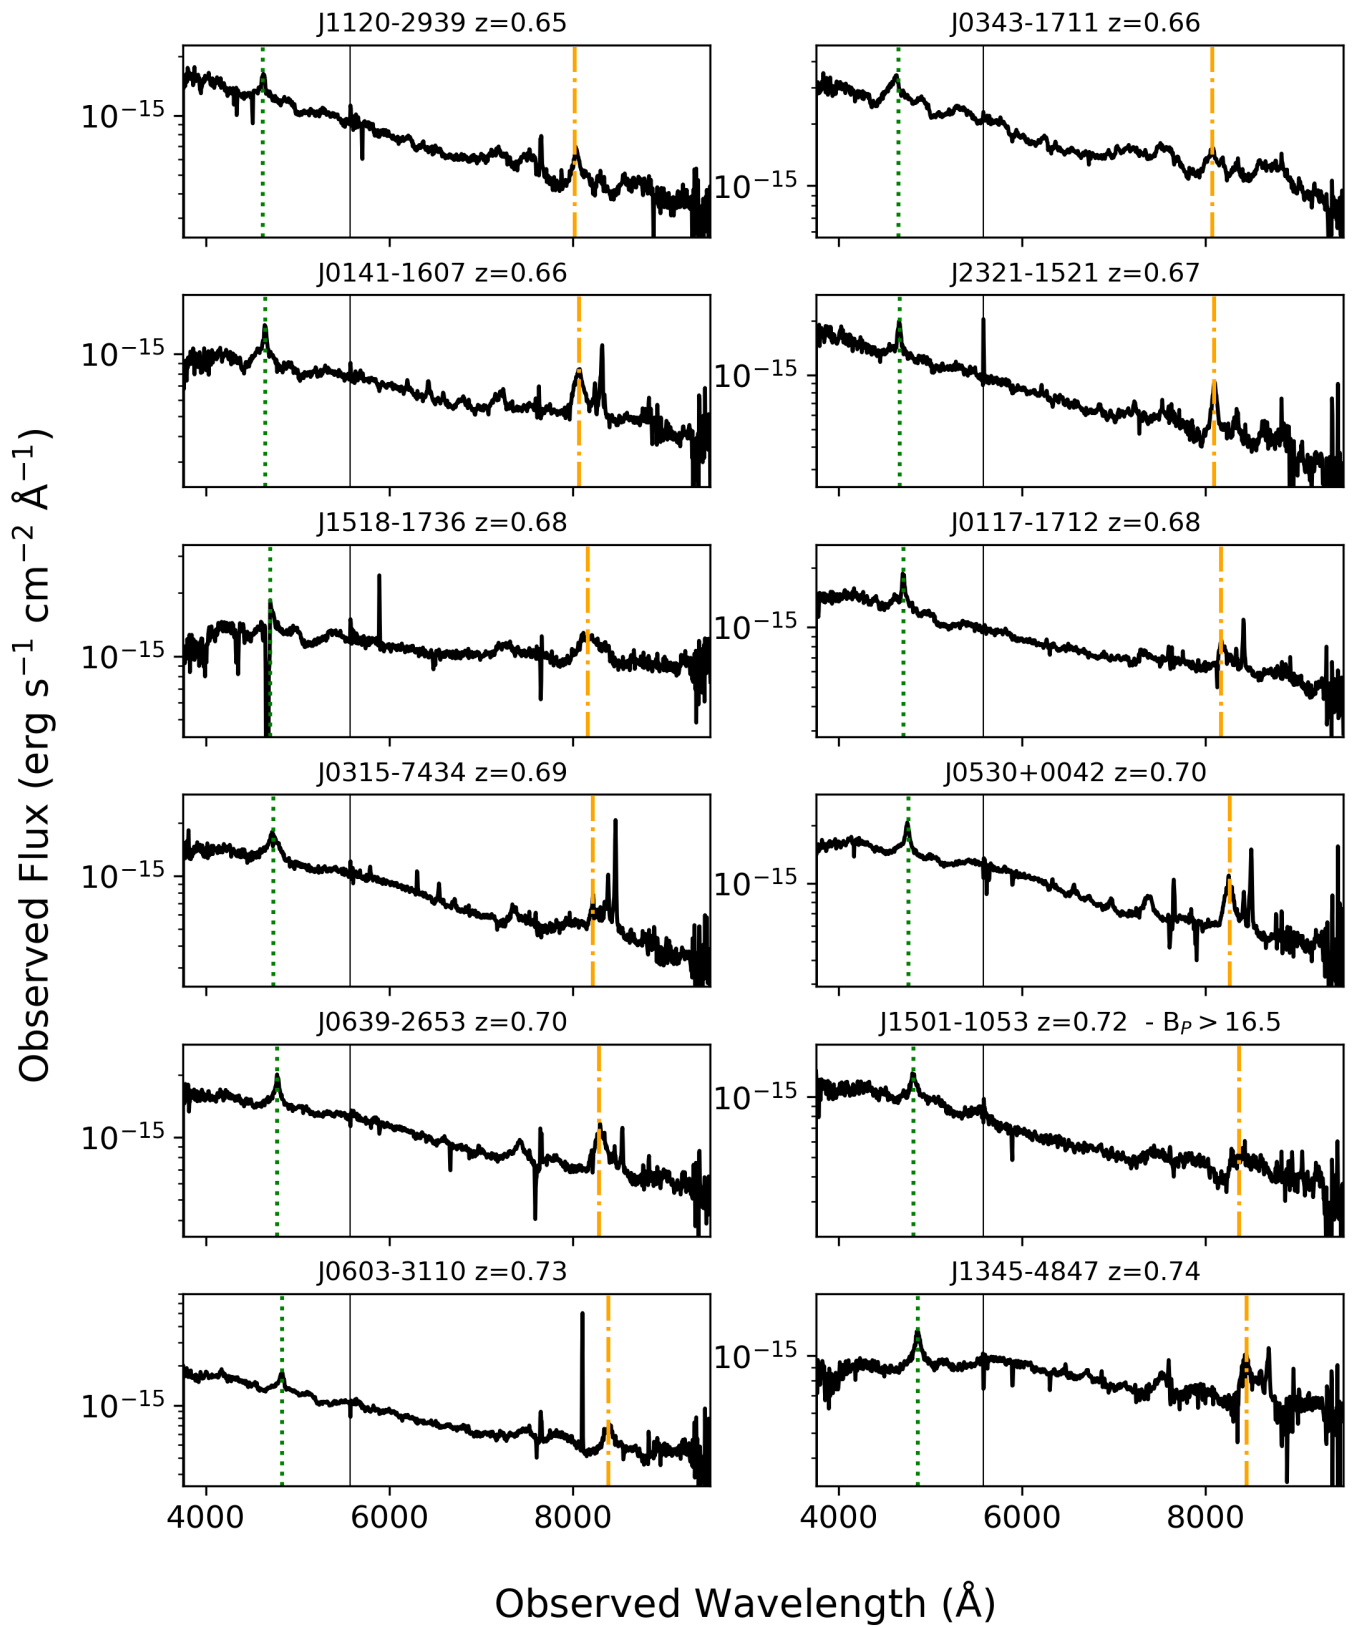 J1120-2939 z=0.65
J0343-1711 z=0.66
10⁻¹⁵
10⁻¹⁵
J0141-1607 z=0.66
J2321-1521 z=0.67
10⁻¹⁵
10⁻¹⁵
J1518-1736 z=0.68
J0117-1712 z=0.68
10⁻¹⁵
10⁻¹⁵
J0315-7434 z=0.69
J0530+0042 z=0.70
10⁻¹⁵
10⁻¹⁵
J0639-2653 z=0.70
J1501-1053 z=0.72 - B_P > 16.5
10⁻¹⁵
10⁻¹⁵
J0603-3110 z=0.73
J1345-4847 z=0.74
10⁻¹⁵
10⁻¹⁵
4000 6000 8000
4000 6000 8000
Observed Wavelength (Å)
Observed Flux (erg s⁻¹ cm⁻² Å⁻¹)